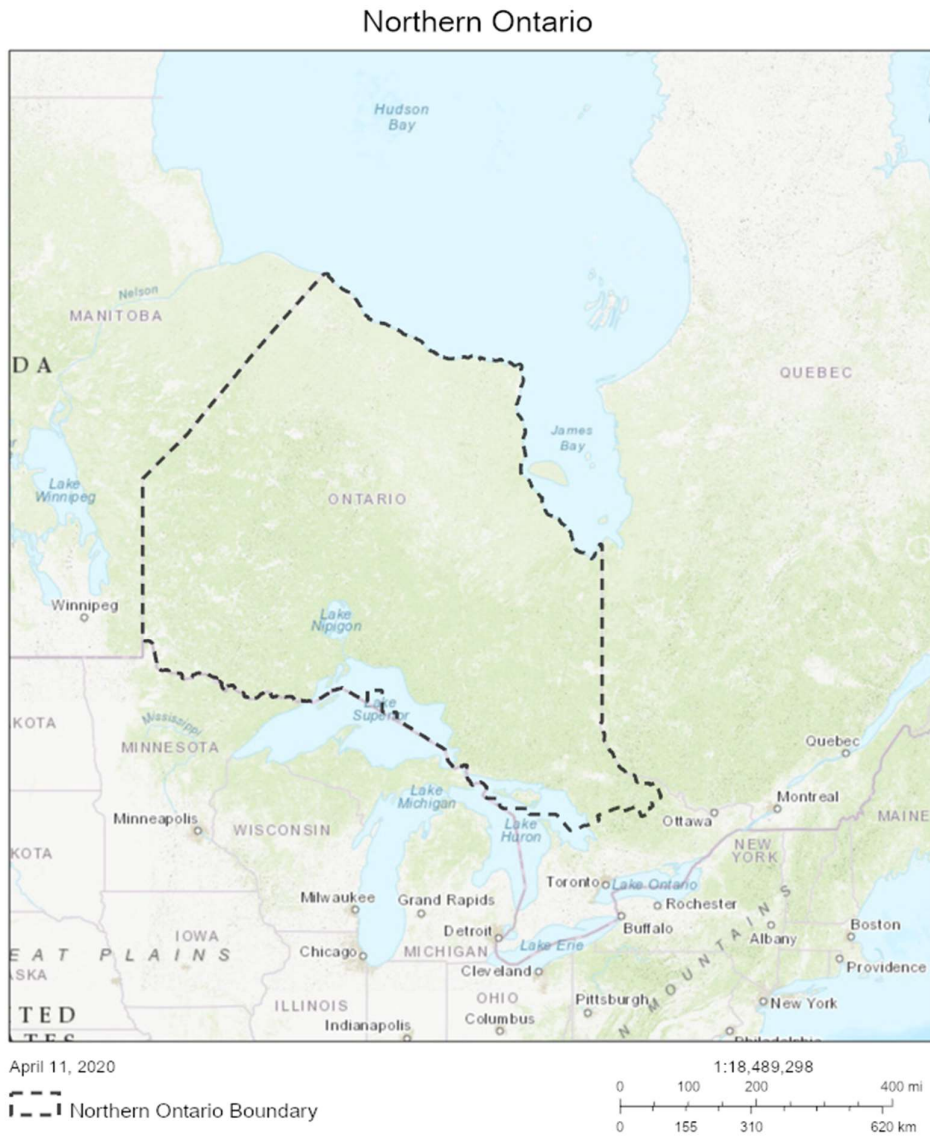 Northern Ontario
Hudson
Bay
Nelson
MANITOBA
DA
QUEBEC
James
Bay
Lake
Winnipeg
ONTARIO
Winnipeg
Lake
Nipigon
Lake
Superior
KOTA
Mississippi
MINNESOTA
Quebec
Lake
Michigan
Montreal
Minneapolis
WISCONSIN
Lake
Huron
Ottawa
MAINE
NEW
YORK
KOTA
Toronto
Lake Ontario
Milwaukee
Grand Rapids
Rochester
Detroit
Buffalo
Boston
IOWA
Albany
EAT PLAINS
Chicago
MICHIGAN
Lake Erie
Providence
ASKA
Cleveland
N MOUNTAINS
ILLINOIS
OHIO
Pittsburgh
New York
TED
TES
Indianapolis
Columbus
Philadelphia
April 11, 2020
1:18,489,298
0 100 200 400 mi
0 155 310 620 km
Northern Ontario Boundary